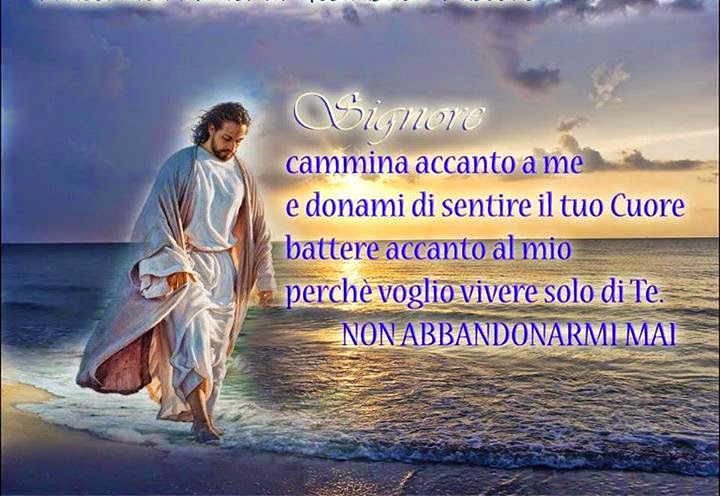 Signore
cammina accanto a me
e donami di sentire il tuo Cuore
battere accanto al mio
perchè voglio vivere solo di Te.
NON ABBANDONARMI MAI